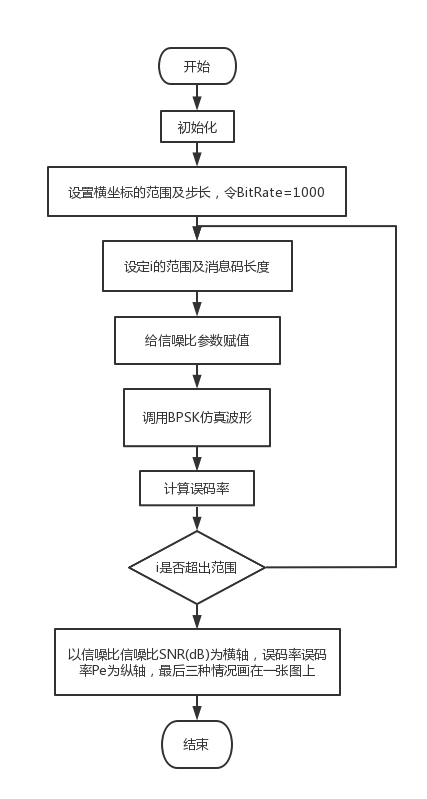 开始
初始化
设置横坐标的范围及步长，令BitRate=1000
设定i的范围及消息码长度
给信噪比参数赋值
调用BPSK仿真波形
计算误码率
i是否超出范围
以信噪比信噪比SNR(dB)为横轴，误码率误码
率Pe为纵轴，最后三种情况画在一张图上
结束